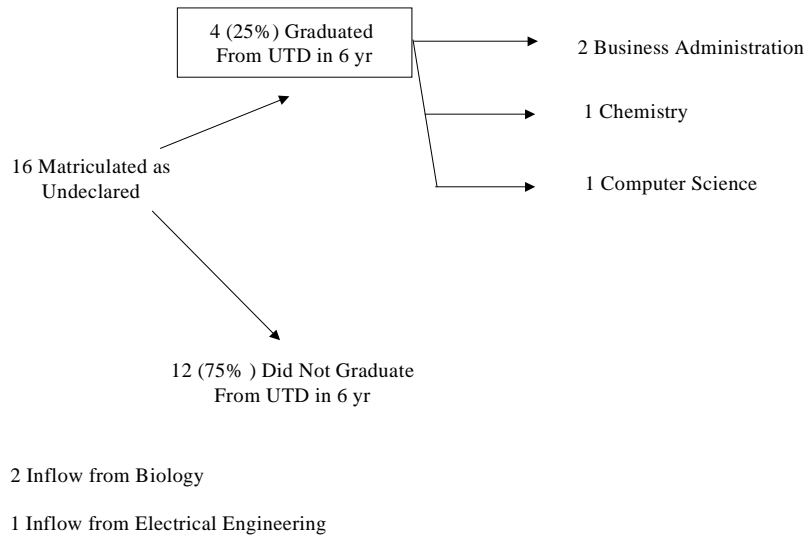 4 (25%) Graduated
From UTD in 6 yr
2 Business Administration
1 Chemistry
16 Matriculated as
Undeclared
1 Computer Science
12 (75% ) Did Not Graduate
From UTD in 6 yr
2 Inflow from Biology
1 Inflow from Electrical Engineering